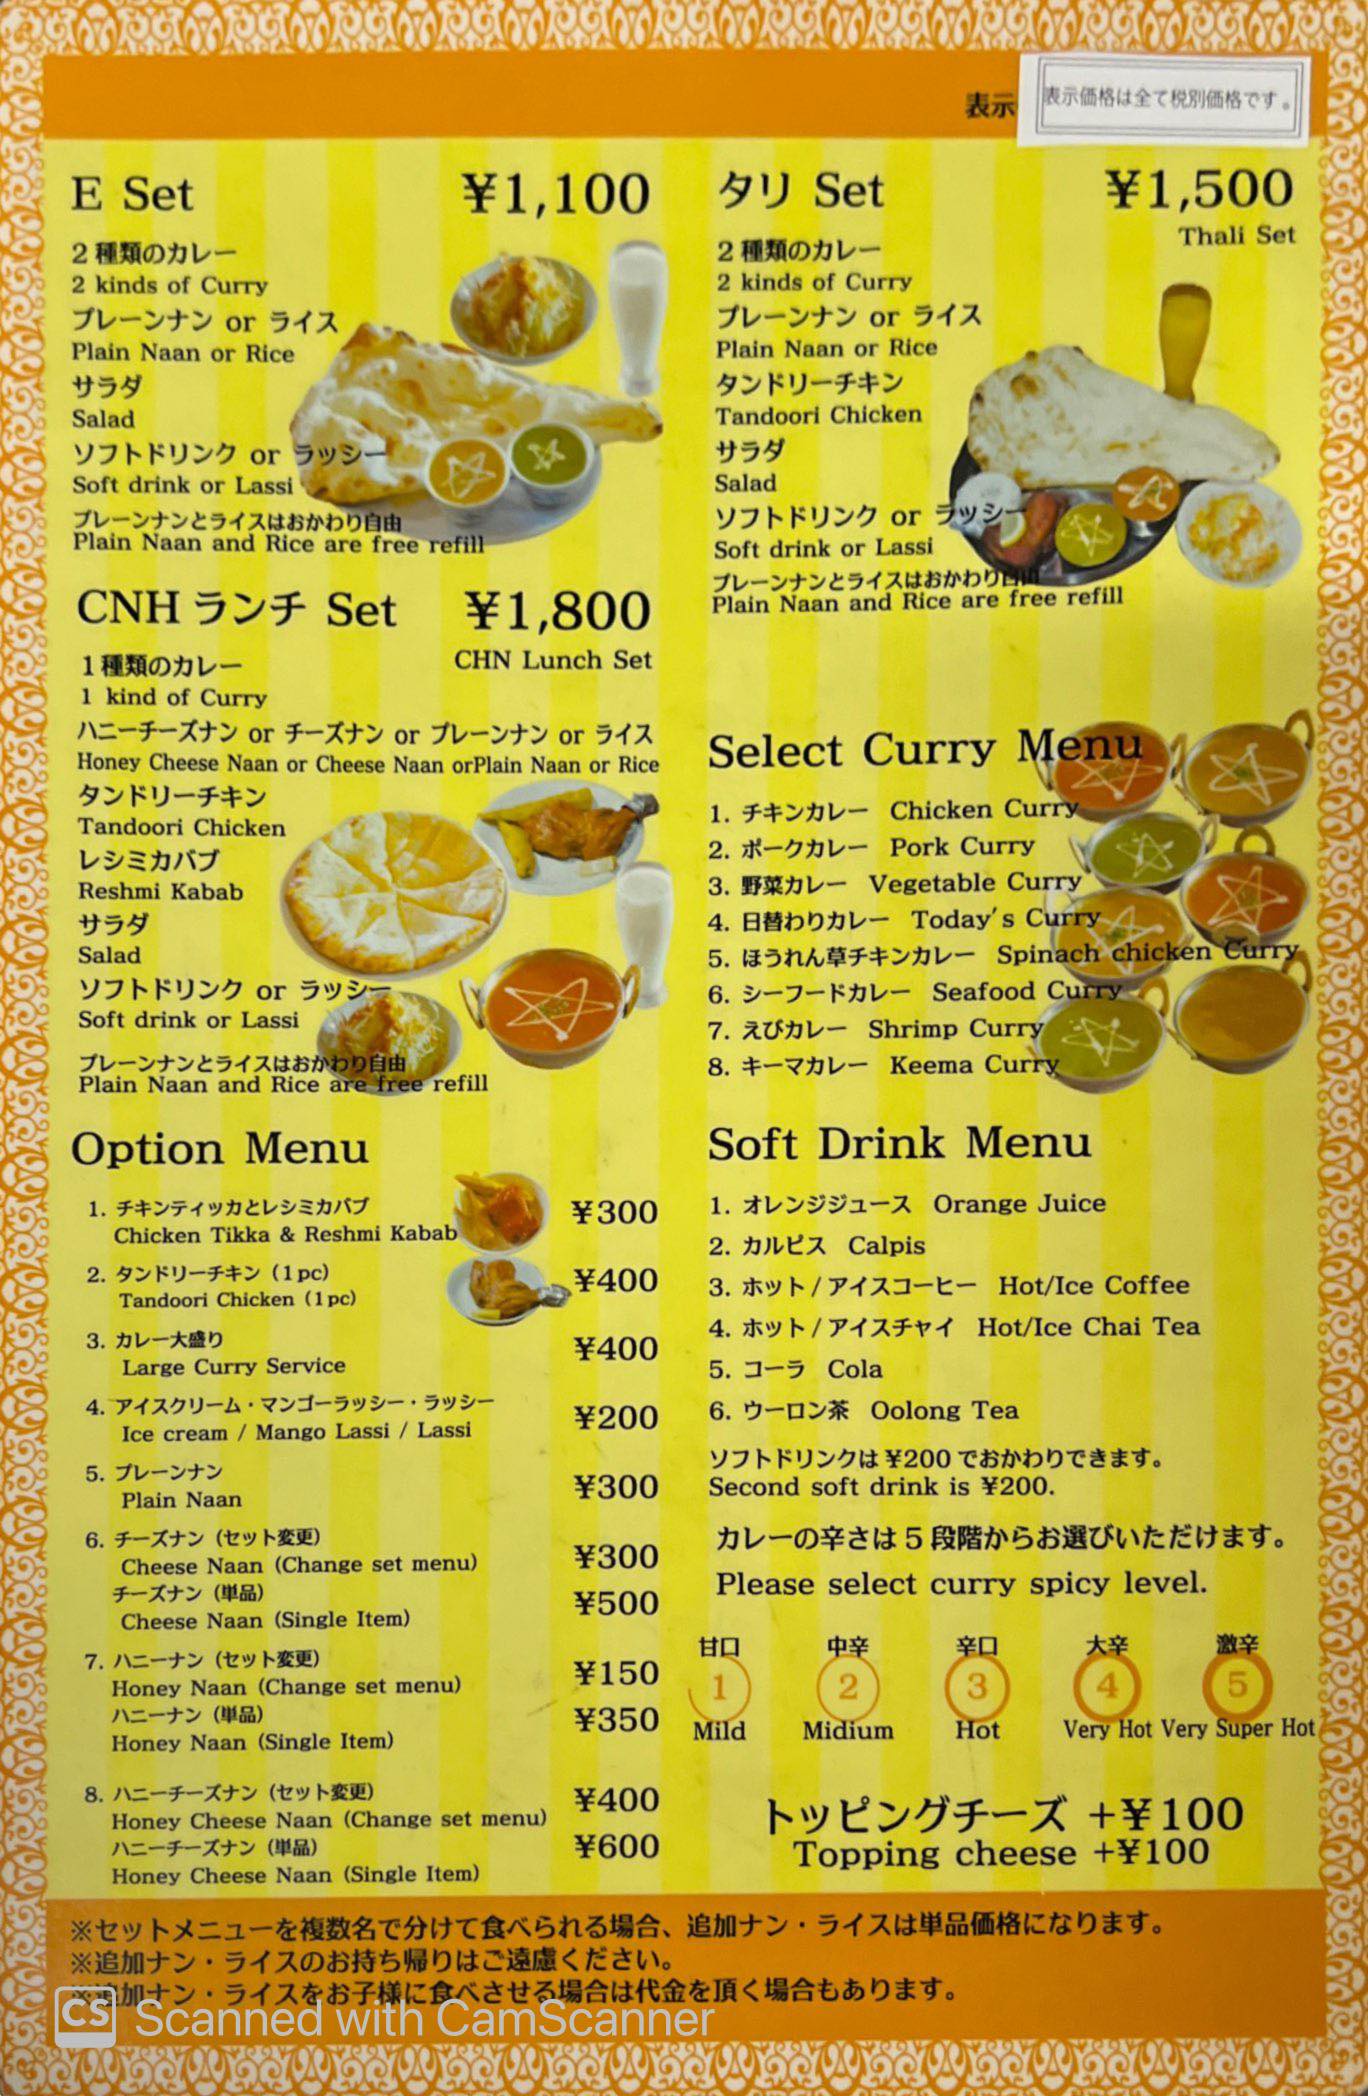 表示
表示価格は全て税別価格です。
E Set ¥1,100
2種類のカレー
2 kinds of Curry
プレーンナン or ライス
Plain Naan or Rice
サラダ
Salad
ソフトドリンク or ラッシー
Soft drink or Lassi
プレーンナンとライスはおかわり自由
Plain Naan and Rice are free refill
CNH ランチ Set ¥1,800
CHN Lunch Set
1種類のカレー
1 kind of Curry
ハニーチーズナン or チーズナン or プレーンナン or ライス
Honey Cheese Naan or Cheese Naan orPlain Naan or Rice
タンドリーチキン
Tandoori Chicken
レシミカバブ
Reshmi Kabab
サラダ
Salad
ソフトドリンク or ラッシー
Soft drink or Lassi
プレーンナンとライスはおかわり自由
Plain Naan and Rice are free refill
Option Menu
1. チキンティッカとレシミカバブ ¥300
Chicken Tikka & Reshmi Kabab
2. タンドリーチキン（1pc） ¥400
Tandoori Chicken (1pc)
3. カレー大盛り ¥400
Large Curry Service
4. アイスクリーム・マンゴーラッシー・ラッシー ¥200
Ice cream / Mango Lassi / Lassi
5. プレーンナン ¥300
Plain Naan
6. チーズナン（セット変更） ¥300
Cheese Naan (Change set menu)
チーズナン（単品） ¥500
Cheese Naan (Single Item)
7. ハニーナン（セット変更） ¥150
Honey Naan (Change set menu)
ハニーナン（単品） ¥350
Honey Naan (Single Item)
8. ハニーチーズナン（セット変更） ¥400
Honey Cheese Naan (Change set menu)
ハニーチーズナン（単品） ¥600
Honey Cheese Naan (Single Item)
タリ Set ¥1,500
Thali Set
2種類のカレー
2 kinds of Curry
プレーンナン or ライス
Plain Naan or Rice
タンドリーチキン
Tandoori Chicken
サラダ
Salad
ソフトドリンク or ラッシー
Soft drink or Lassi
プレーンナンとライスはおかわり自由
Plain Naan and Rice are free refill
Select Curry Menu
1. チキンカレー Chicken Curry
2. ポークカレー Pork Curry
3. 野菜カレー Vegetable Curry
4. 日替わりカレー Today's Curry
5. ほうれん草チキンカレー Spinach chicken Curry
6. シーフードカレー Seafood Curry
7. えびカレー Shrimp Curry
8. キーマカレー Keema Curry
Soft Drink Menu
1. オレンジジュース Orange Juice
2. カルピス Calpis
3. ホット / アイスコーヒー Hot/Ice Coffee
4. ホット / アイスチャイ Hot/Ice Chai Tea
5. コーラ Cola
6. ウーロン茶 Oolong Tea
ソフトドリンクは ¥200 でおかわりできます。
Second soft drink is ¥200.
カレーの辛さは 5 段階からお選びいただけます。
Please select curry spicy level.
甘口 中辛 辛口 大辛 激辛
1 2 3 4 5
Mild Midium Hot Very Hot Very Super Hot
トッピングチーズ +¥100
Topping cheese +¥100
※セットメニューを複数名で分けて食べられる場合、追加ナン・ライスは単品価格になります。
※追加ナン・ライスのお持ち帰りはご遠慮ください。
※追加ナン・ライスをお子様に食べさせる場合は代金を頂く場合もあります。
CS Scanned with CamScanner